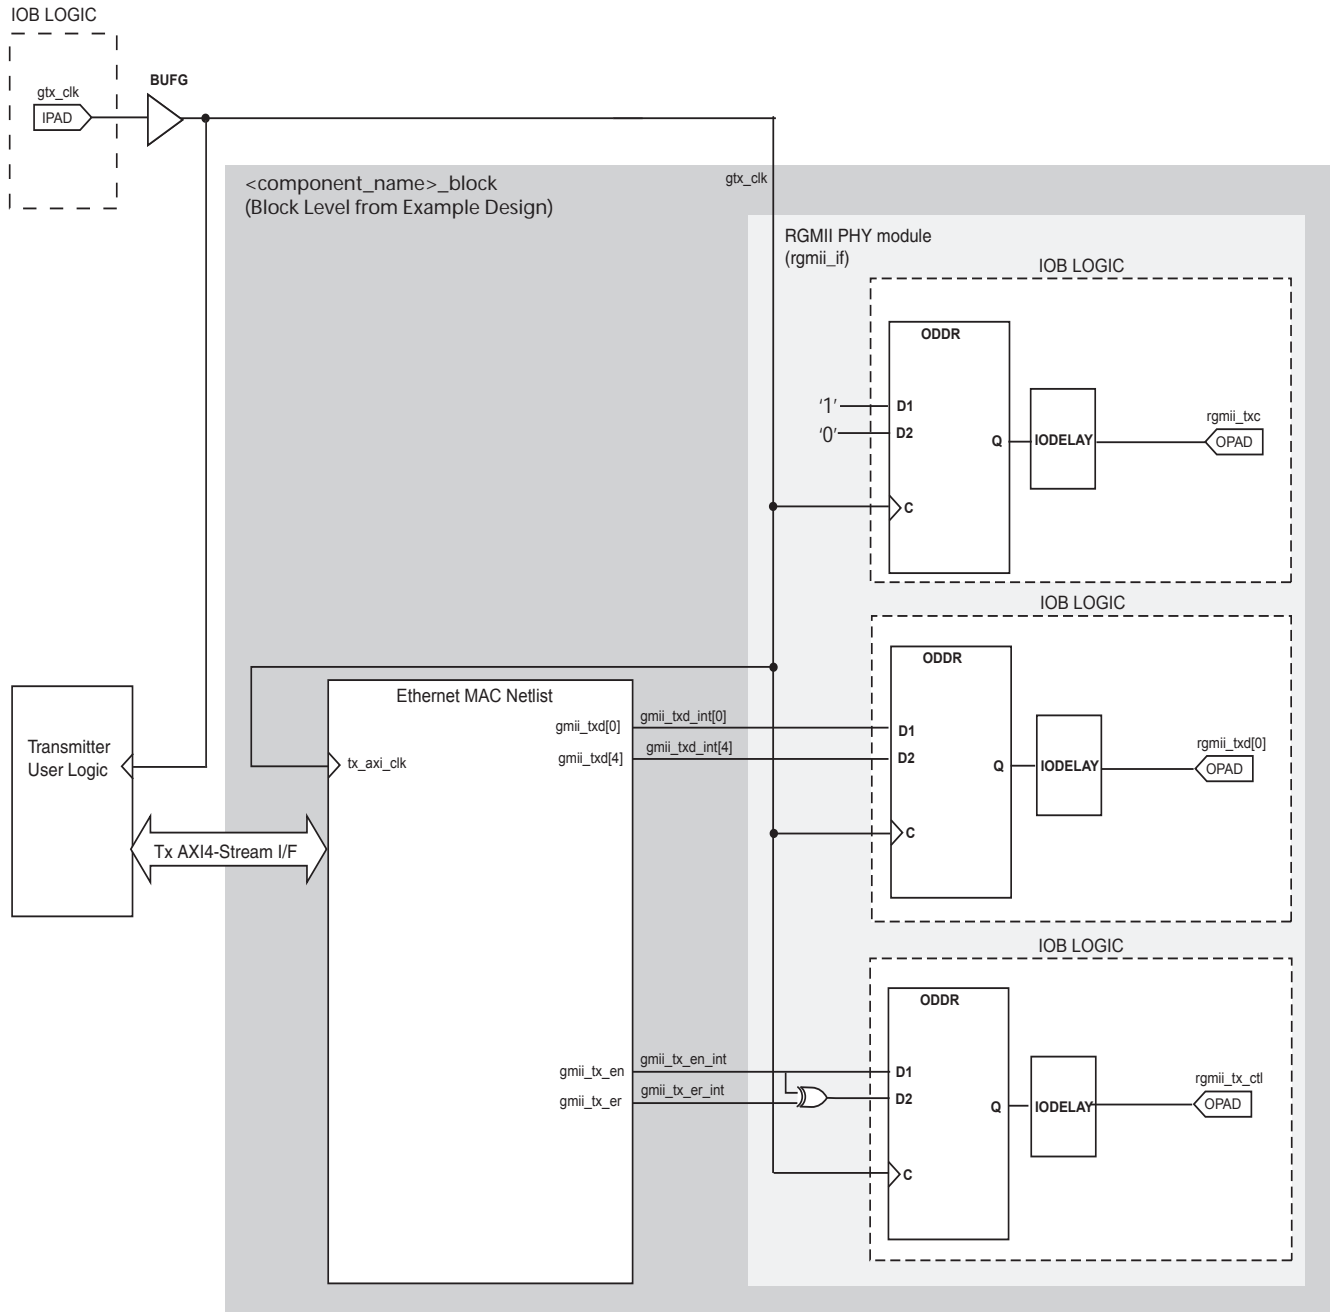 IOB LOGIC
gtx_clk
IPAD
BUFG
<component_name>_block
(Block Level from Example Design)
gtx_clk
RGMII PHY module
(rgmii_if)
IOB LOGIC
ODDR
‘1’
D1
‘0’
D2
Q
IODELAY
rgmii_txc
OPAD
C
IOB LOGIC
ODDR
Ethernet MAC Netlist
gmii_txd[0]
gmii_txd_int[0]
D1
gmii_txd[4]
gmii_txd_int[4]
D2
Q
IODELAY
rgmii_txd[0]
OPAD
C
Transmitter
User Logic
tx_axi_clk
Tx AXI4-Stream I/F
IOB LOGIC
ODDR
gmii_tx_en
gmii_tx_en_int
D1
gmii_tx_er
gmii_tx_er_int
D2
Q
IODELAY
rgmii_tx_ctl
OPAD
C